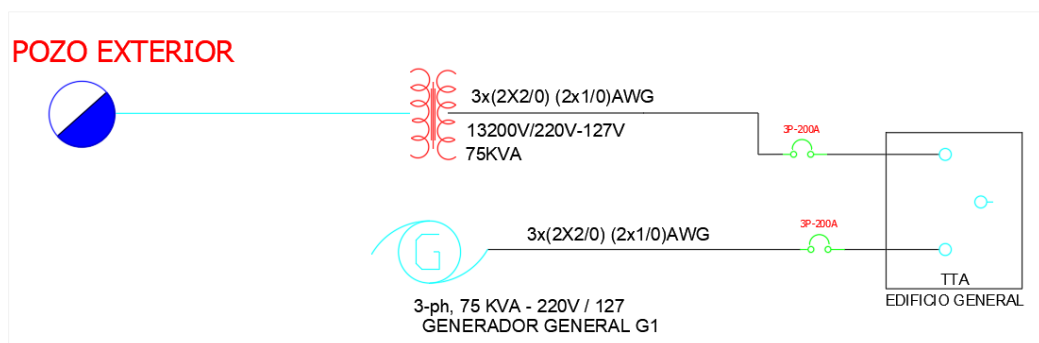 POZO EXTERIOR
3x(2X2/0) (2x1/0)AWG
13200V/220V-127V
75KVA
3P-200A
3P-200A
3x(2X2/0) (2x1/0)AWG
G
3-ph, 75 KVA - 220V / 127
GENERADOR GENERAL G1
TTA
EDIFICIO GENERAL